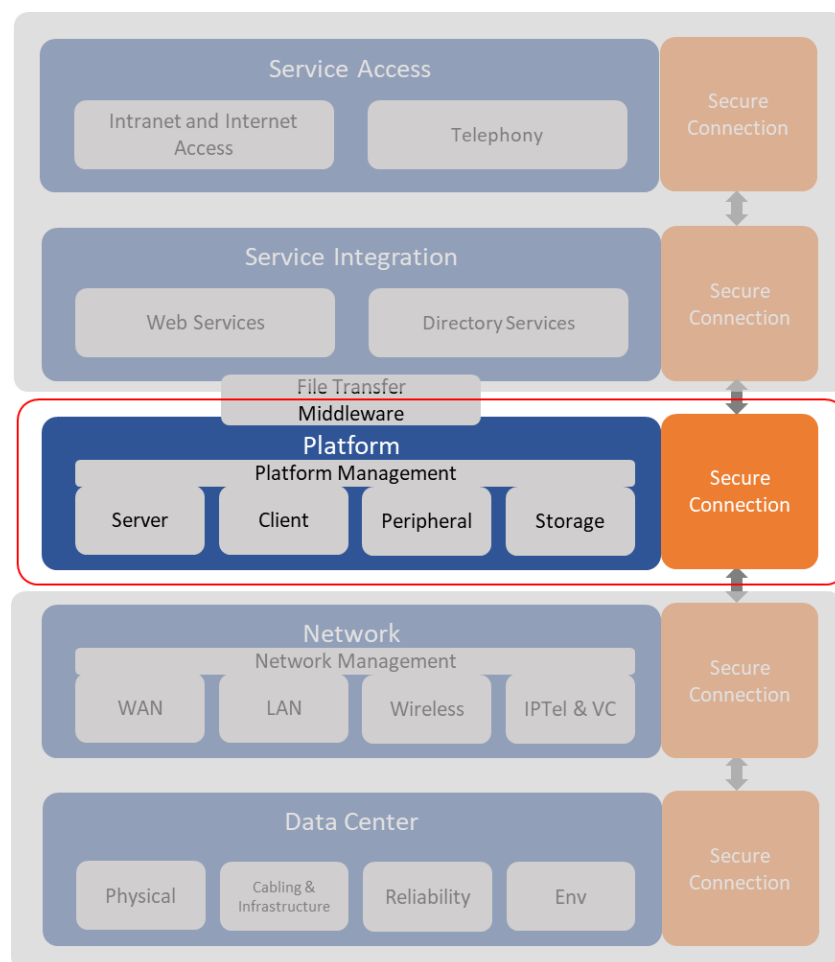 Service Access
Intranet and Internet
Access
Telephony
Secure
Connection
Service Integration
Web Services
Directory Services
Secure
Connection
File Transfer
Middleware
Platform
Platform Management
Server
Client
Peripheral
Storage
Secure
Connection
Network
Network Management
WAN
LAN
Wireless
IPTel & VC
Secure
Connection
Data Center
Physical
Cabling &
Infrastructure
Reliability
Env
Secure
Connection